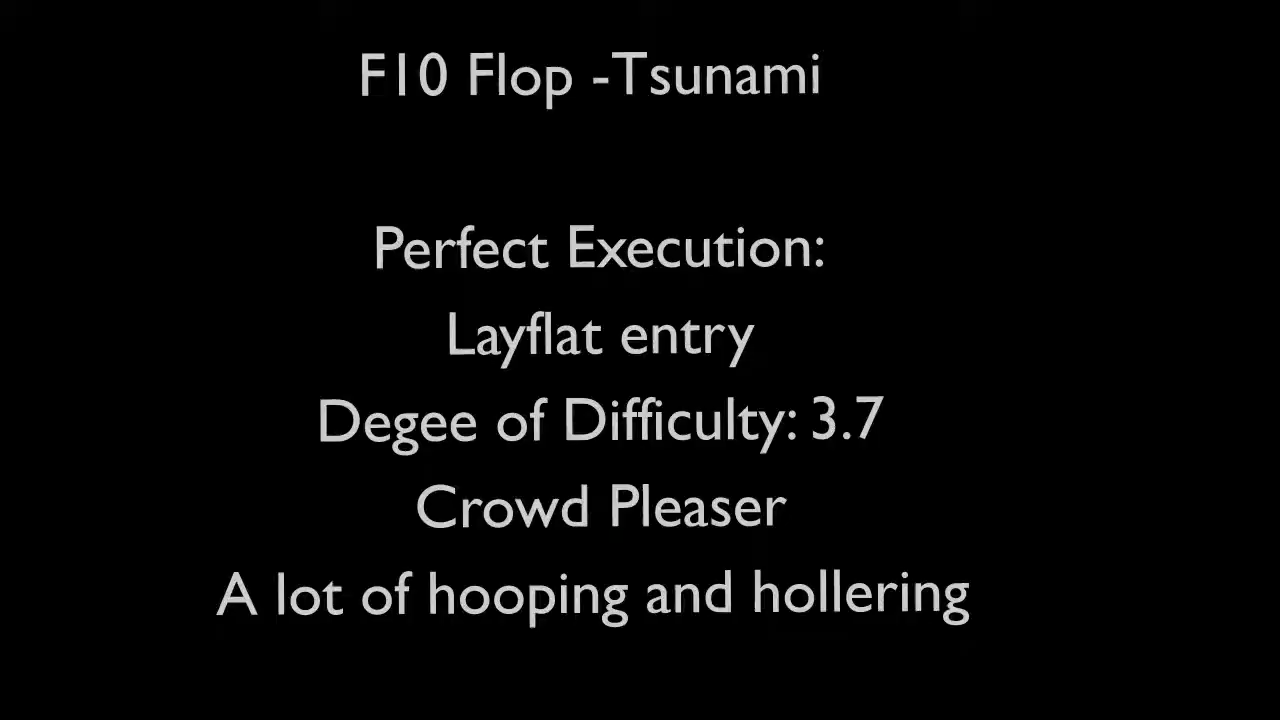 F10 Flop -Tsunami
Perfect Execution:
Layflat entry
Degee of Difficulty: 3.7
Crowd Pleaser
A lot of hooping and hollering